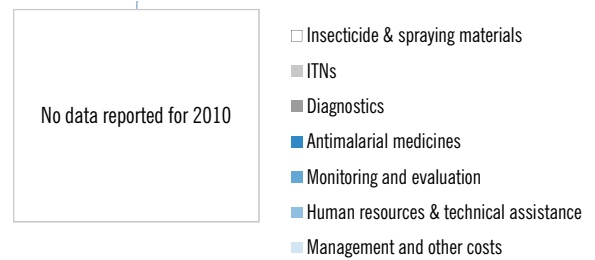 No data reported for 2010
Insecticide & spraying materials
ITNs
Diagnostics
Antimalarial medicines
Monitoring and evaluation
Human resources & technical assistance
Management and other costs